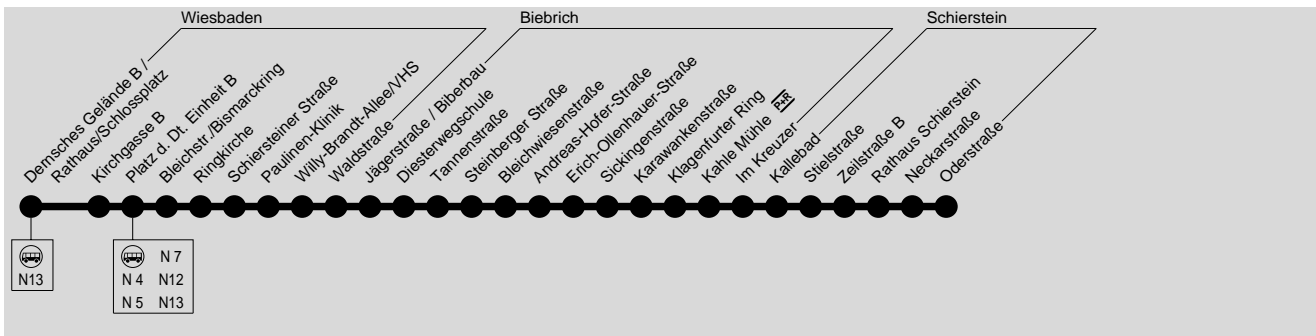 Wiesbaden
Biebrich
Schierstein
Dernsches Gelände B /
Rathaus/Schlossplatz
Kirchgasse B
Platz d. Dt. Einheit B
Bleichstr./Bismarckring
Ringkirche
Schiersteiner Straße
Paulinen-Klinik
Willy-Brandt-Allee/VHS
Waldstraße
Jägerstraße / Biberbau
Diesterwegschule
Tannenstraße
Steinberger Straße
Bleichwiesenstraße
Andreas-Hofer-Straße
Erich-Ollenhauer-Straße
Sickingenstraße
Karawankenstraße
Klagenfurter Ring
Kahle Mühle P+R
Im Kreuzer
Kallebad
Stielstraße
Zeilstraße B
Rathaus Schierstein
Neckarstraße
Oderstraße
N13
N 7
N 4 N12
N 5 N13